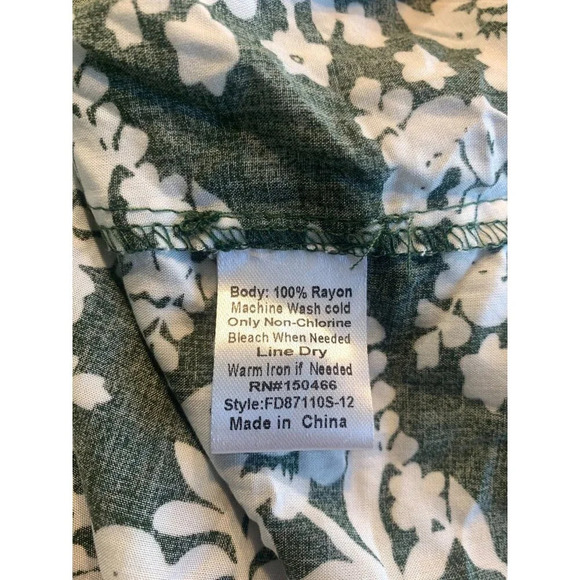 Body: 100% Rayon
Machine Wash cold
Only Non-Chlorine
Bleach When Needed
Line Dry
Warm Iron if Needed
RN#150466
Style:FD87110S-12
Made in China